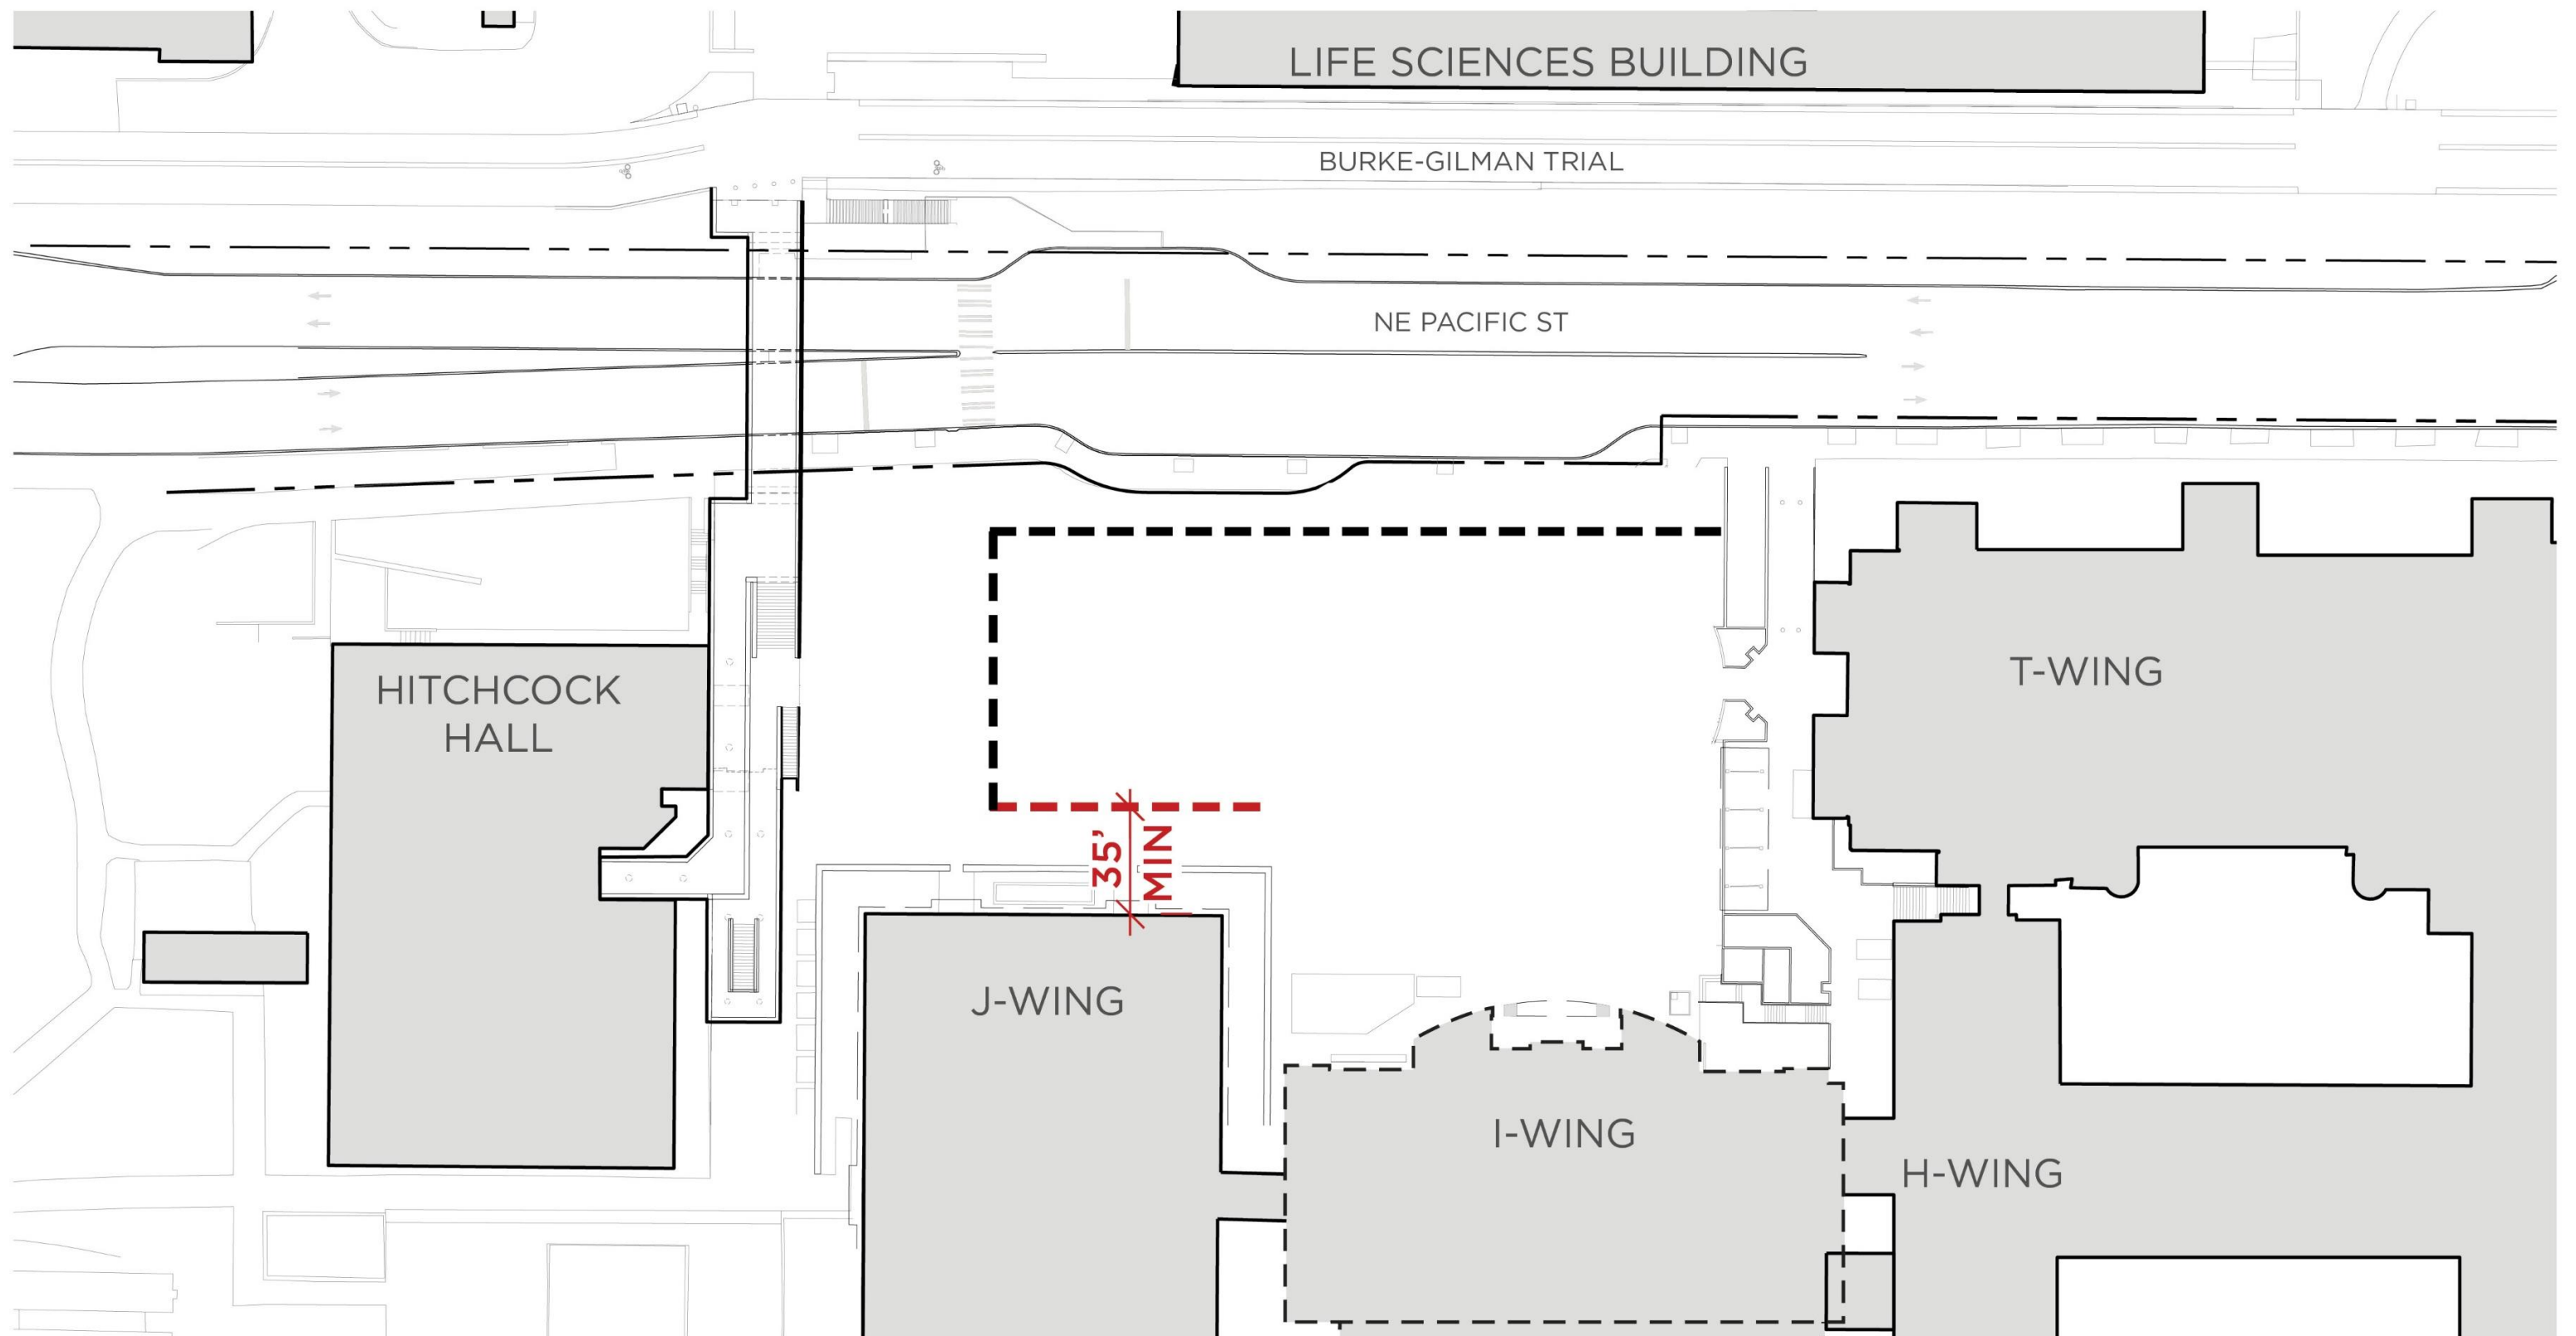 LIFE SCIENCES BUILDING
BURKE-GILMAN TRIAL
NE PACIFIC ST
HITCHCOCK
HALL
T-WING
35'
MIN
J-WING
I-WING
H-WING